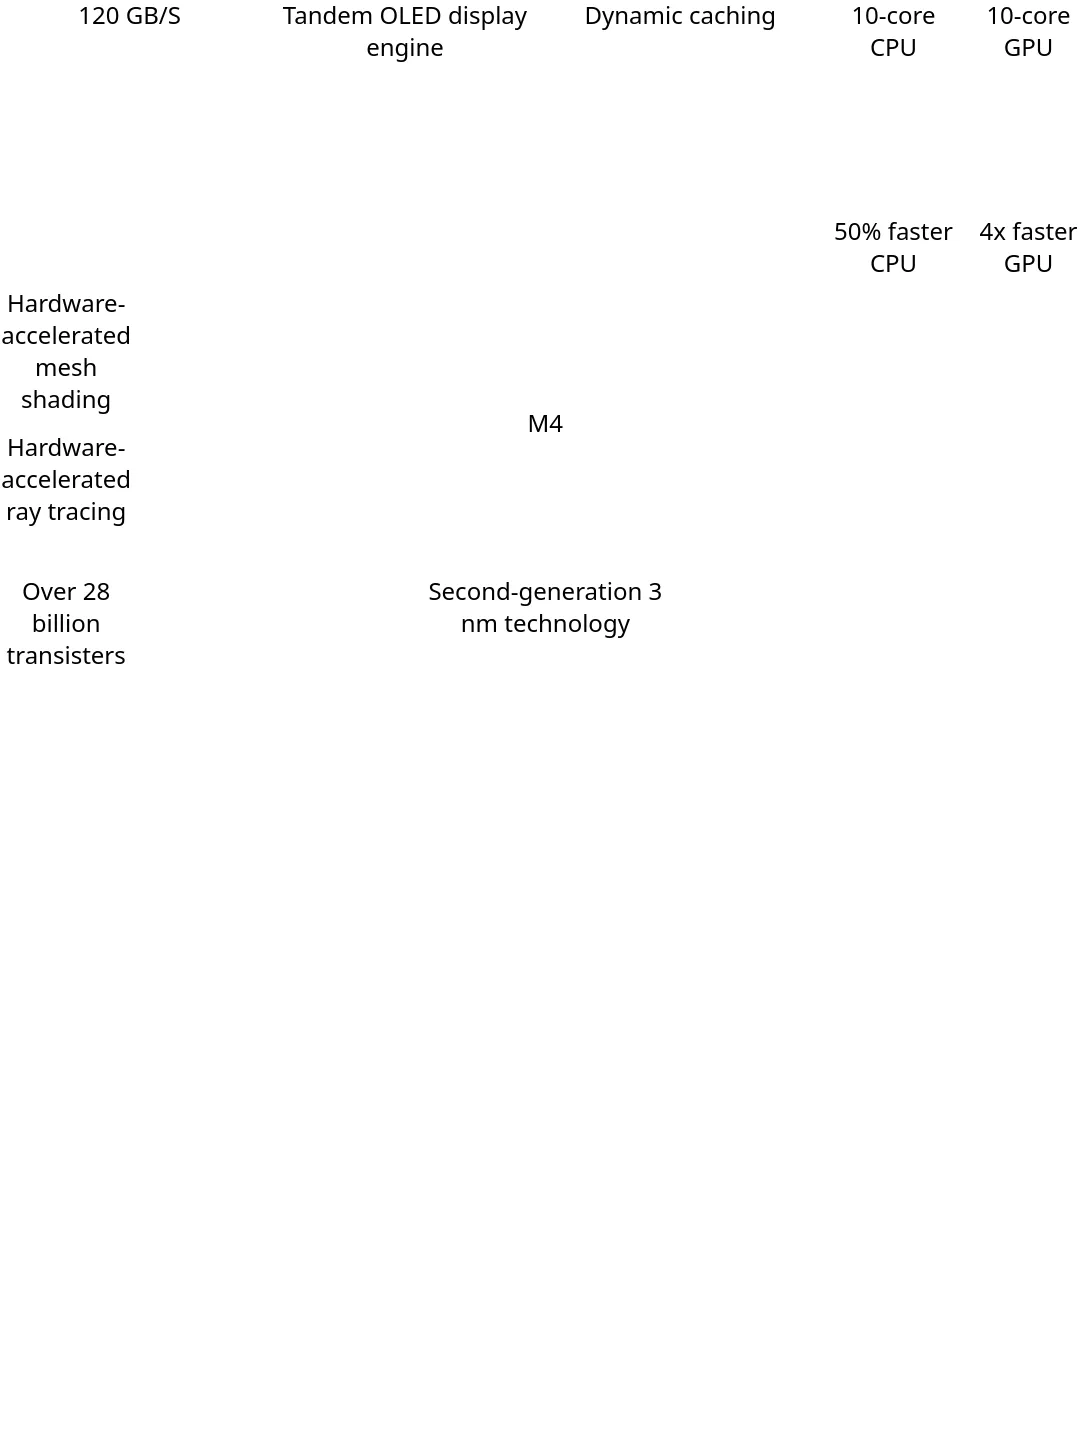 120 GB/S
Tandem OLED display
engine
Dynamic caching
10-core
CPU
10-core
GPU
50% faster
CPU
4x faster
GPU
Hardware-
accelerated
mesh
shading
M4
Hardware-
accelerated
ray tracing
Over 28
billion
transisters
Second-generation 3
nm technology